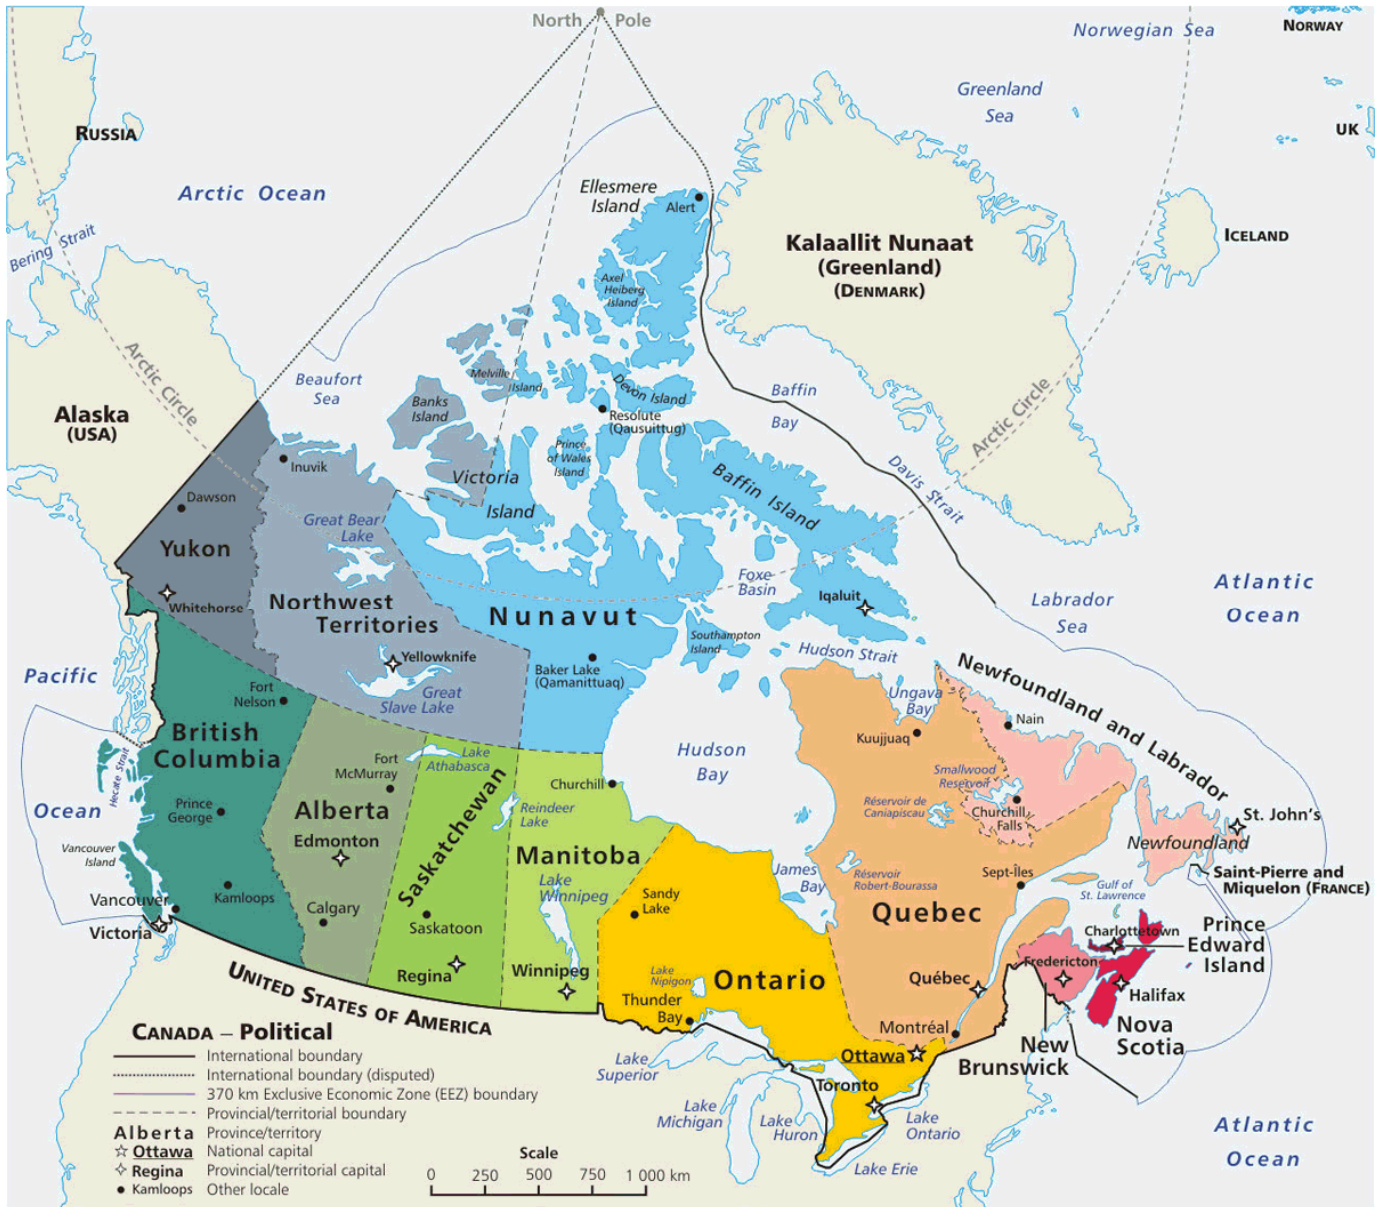 North Pole
Norwegian Sea
NORWAY
Greenland
Sea
UK
RUSSIA
Arctic Ocean
Ellesmere
Island
Alert
Bering Strait
Kalaallit Nunaat
(Greenland)
(DENMARK)
ICELAND
Axel
Heiberg
Island
Arctic Circle
Beaufort
Sea
Melville Island
Devon Island
Baffin
Bay
Arctic Circle
Alaska
(USA)
Banks
Island
Resolute
(Qausuittuq)
Prince
of Wales
Island
Inuvik
Victoria
Island
Baffin Island
Davis Strait
Dawson
Great Bear
Lake
Yukon
Foxe
Basin
Iqaluit
Atlantic
Ocean
Whitehorse
Northwest
Territories
Nunavut
Labrador
Sea
Southampton
Island
Hudson Strait
Yellowknife
Baker Lake
(Qamanittuaq)
Newfoundland and Labrador
Pacific
Ocean
Fort
Nelson
Great
Slave Lake
Ungava
Bay
Nain
British
Columbia
Kuujjuaq
Hecate Strait
Fort
McMurray
Lake
Athabasca
Hudson
Bay
Smallwood
Reservoir
Churchill
Prince
George
Alberta
Saskatchewan
Reindeer
Lake
Réservoir de
Caniapiscau
Churchill
Falls
St. John's
Edmonton
Manitoba
Newfoundland
Vancouver
Island
James
Bay
Réservoir
Robert-Bourassa
Sept-Îles
Saint-Pierre and
Miquelon (FRANCE)
Lake
Winnipeg
Sandy
Lake
Gulf of
St. Lawrence
Vancouver
Kamloops
Calgary
Quebec
Prince
Edward
Island
Charlottetown
Victoria
Saskatoon
Fredericton
Regina
Winnipeg
Lake
Nipigon
Ontario
Québec
Halifax
UNITED STATES OF AMERICA
Thunder
Bay
Montréal
Nova
Scotia
New
Brunswick
Ottawa
Lake
Superior
Toronto
Lake
Michigan
Lake
Huron
Lake
Ontario
Lake Erie
Atlantic
Ocean
CANADA – Political
International boundary
International boundary (disputed)
370 km Exclusive Economic Zone (EEZ) boundary
Provincial/territorial boundary
Alberta Province/territory
Ottawa National capital
Regina Provincial/territorial capital
Kamloops Other locale
Scale
0 250 500 750 1 000 km